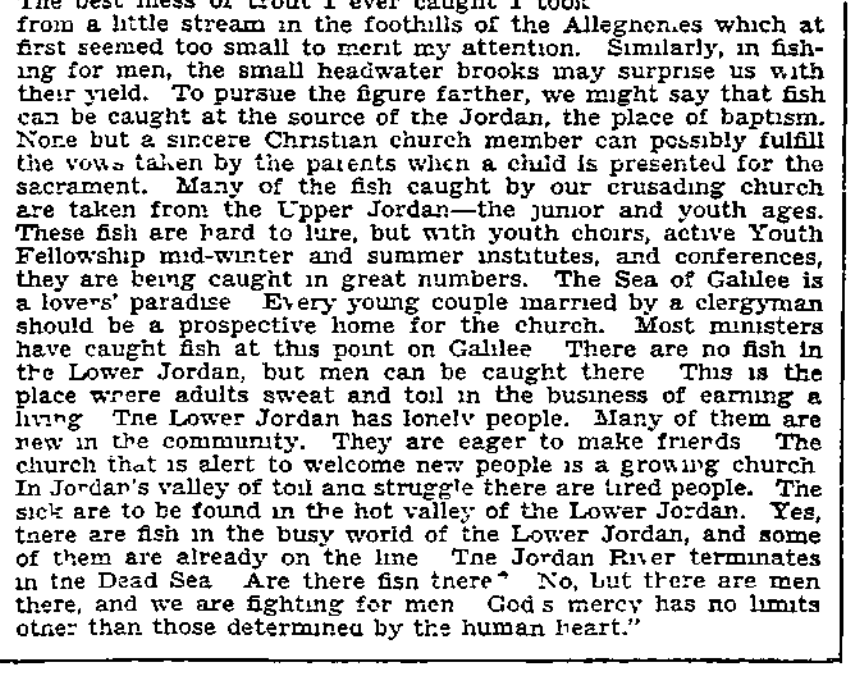 The best mess of trout I ever caught I took
from a little stream in the foothills of the Alleghenies which at
first seemed too small to merit my attention. Similarly, in fish-
ing for men, the small headwater brooks may surprise us with
their yield. To pursue the figure farther, we might say that fish
can be caught at the source of the Jordan, the place of baptism.
None but a sincere Christian church member can possibly fulfill
the vows taken by the parents when a child is presented for the
sacrament. Many of the fish caught by our crusading church
are taken from the Upper Jordan—the junior and youth ages.
These fish are hard to lure, but with youth choirs, active Youth
Fellowship mid-winter and summer institutes, and conferences,
they are being caught in great numbers. The Sea of Galilee is
a lovers' paradise Every young couple married by a clergyman
should be a prospective home for the church. Most ministers
have caught fish at this point on Galilee There are no fish in
the Lower Jordan, but men can be caught there This is the
place where adults sweat and toil in the business of earning a
living The Lower Jordan has lonely people. Many of them are
new in the community. They are eager to make friends The
church that is alert to welcome new people is a growing church
In Jordan's valley of toil and struggle there are tired people. The
sick are to be found in the hot valley of the Lower Jordan. Yes,
there are fish in the busy world of the Lower Jordan, and some
of them are already on the line The Jordan River terminates
in the Dead Sea Are there fish there? No, but there are men
there, and we are fighting for men God's mercy has no limits
other than those determined by the human heart."